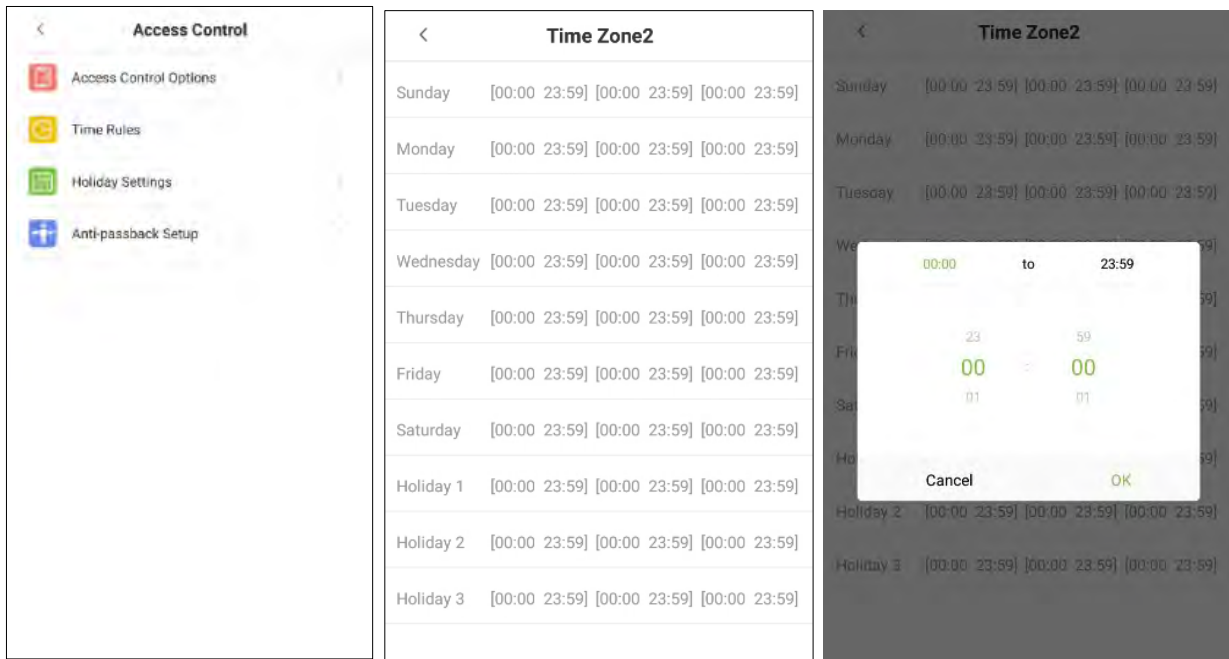 Access Control
Access Control Options
Time Rules
Holiday Settings
Anti-passback Setup
Time Zone2
Sunday [00:00 23:59] [00:00 23:59] [00:00 23:59]
Monday [00:00 23:59] [00:00 23:59] [00:00 23:59]
Tuesday [00:00 23:59] [00:00 23:59] [00:00 23:59]
Wednesday [00:00 23:59] [00:00 23:59] [00:00 23:59]
Thursday [00:00 23:59] [00:00 23:59] [00:00 23:59]
Friday [00:00 23:59] [00:00 23:59] [00:00 23:59]
Saturday [00:00 23:59] [00:00 23:59] [00:00 23:59]
Holiday 1 [00:00 23:59] [00:00 23:59] [00:00 23:59]
Holiday 2 [00:00 23:59] [00:00 23:59] [00:00 23:59]
Holiday 3 [00:00 23:59] [00:00 23:59] [00:00 23:59]
Time Zone2
Sunday [00:00 23:59] [00:00 23:59] [00:00 23:59]
Monday [00:00 23:59] [00:00 23:59] [00:00 23:59]
Tuesday [00:00 23:59] [00:00 23:59] [00:00 23:59]
00:00 to 23:59
23 59
00 : 00
01 01
Cancel OK
Holiday 2 [00:00 23:59] [00:00 23:59] [00:00 23:59]
Holiday 3 [00:00 23:59] [00:00 23:59] [00:00 23:59]